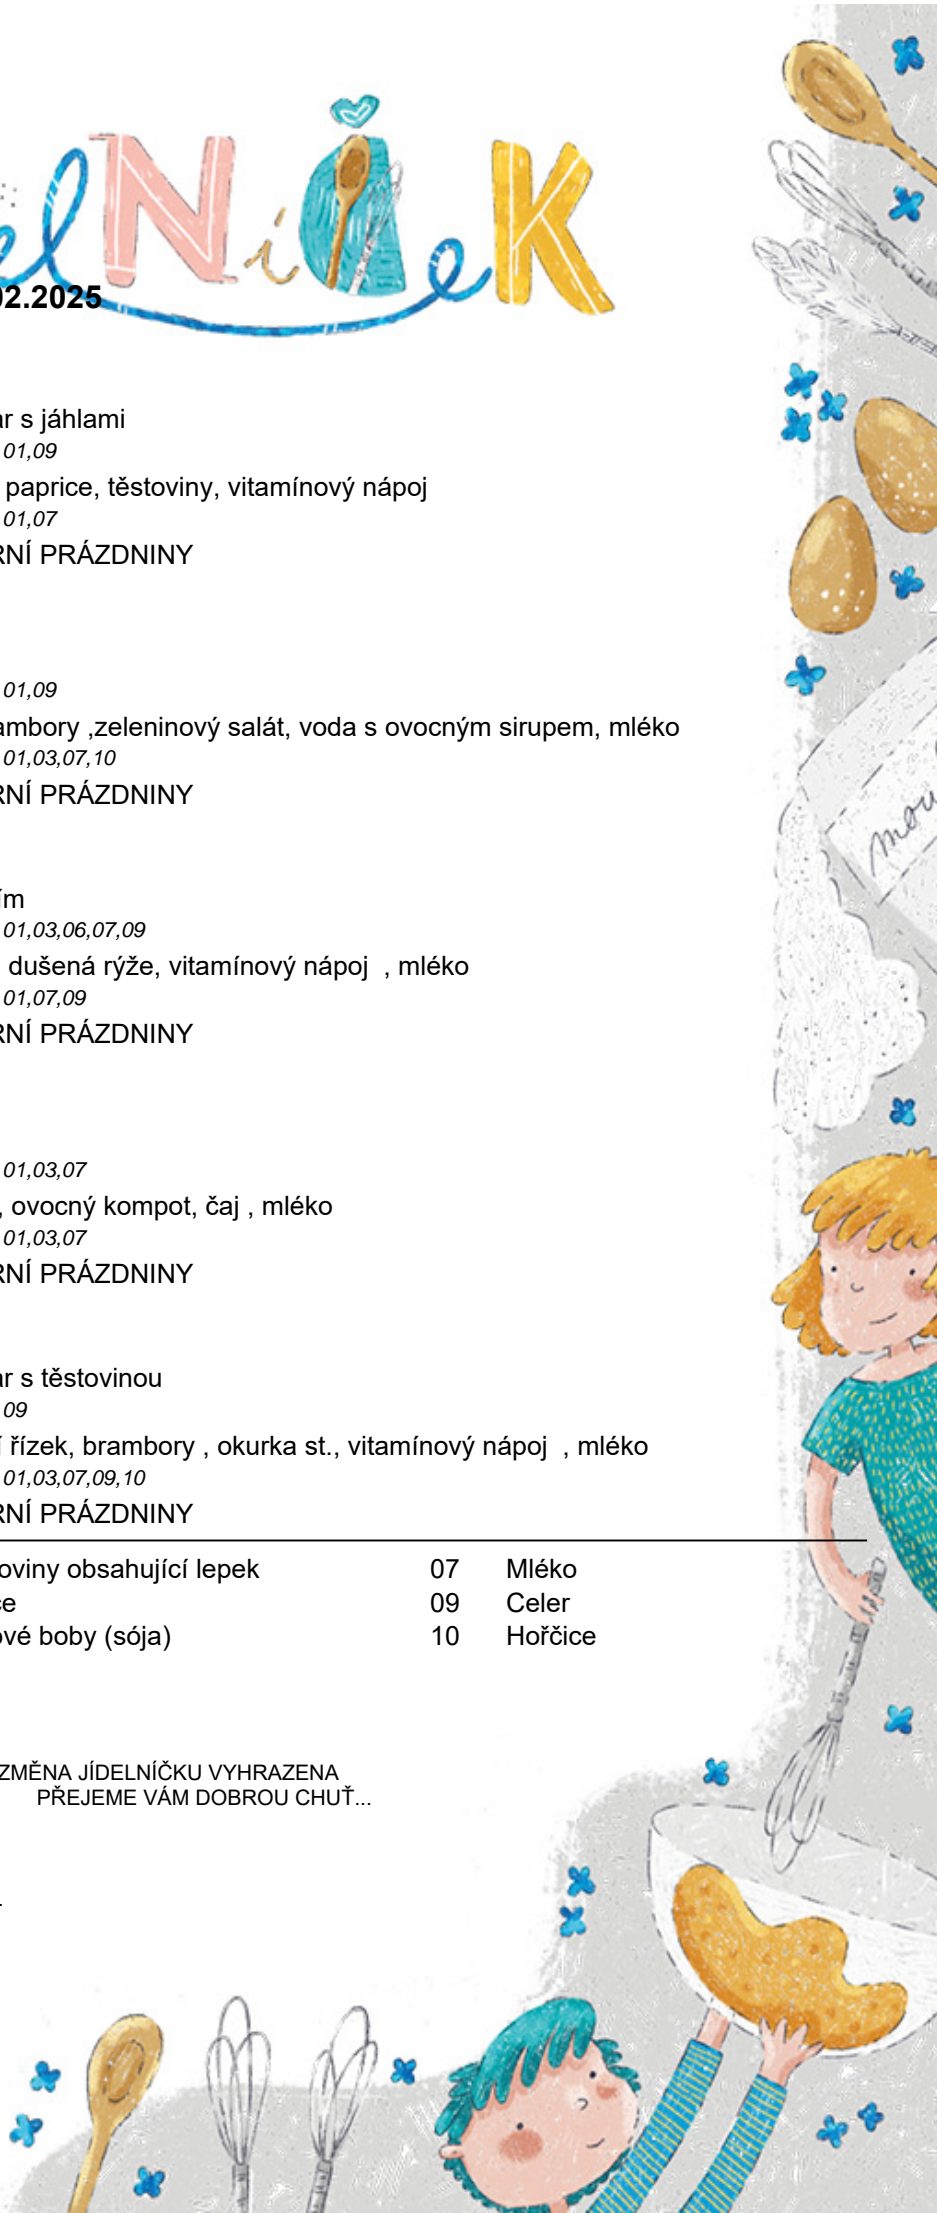 elNíčeK
02.2025
ar s jáhlami
01,09
paprice, těstoviny, vitamínový nápoj
01,07
RNÍ PRÁZDNINY
01,09
ambory ,zeleninový salát, voda s ovocným sirupem, mléko
01,03,07,10
RNÍ PRÁZDNINY
ím
01,03,06,07,09
dušená rýže, vitamínový nápoj , mléko
01,07,09
RNÍ PRÁZDNINY
01,03,07
, ovocný kompot, čaj , mléko
01,03,07
RNÍ PRÁZDNINY
ar s těstovinou
09
í řízek, brambory , okurka st., vitamínový nápoj , mléko
01,03,07,09,10
RNÍ PRÁZDNINY
oviny obsahující lepek 07 Mléko
ce 09 Celer
ové boby (sója) 10 Hořčice
ZMĚNA JÍDELNÍČKU VYHRAZENA
PŘEJEME VÁM DOBROU CHUŤ...
mou